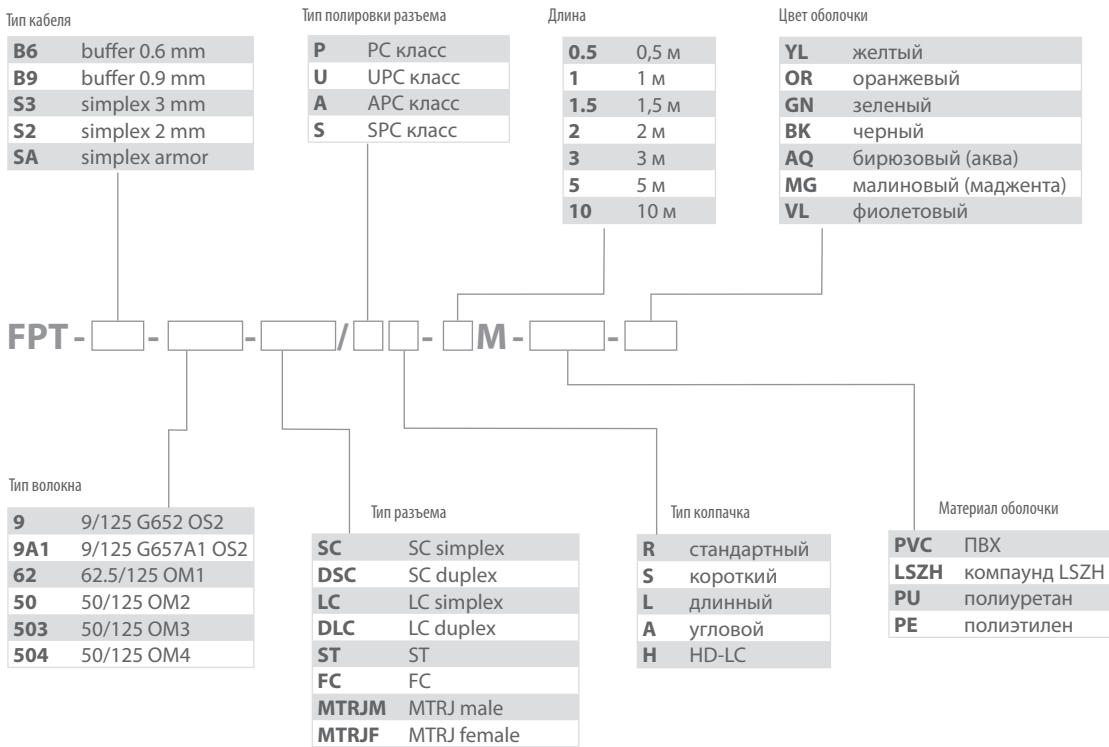 Тип кабеля
B6 buffer 0.6 mm
B9 buffer 0.9 mm
S3 simplex 3 mm
S2 simplex 2 mm
SA simplex armor
Тип полировки разъема
P PC класс
U UPC класс
A APC класс
S SPC класс
Длина
0.5 0,5 м
1 1 м
1.5 1,5 м
2 2 м
3 3 м
5 5 м
10 10 м
Цвет оболочки
YL желтый
OR оранжевый
GN зеленый
BK черный
AQ бирюзовый (аква)
MG малиновый (маджента)
VL фиолетовый
FPT - - - / - M - -
Тип волокна
9 9/125 G652 OS2
9A1 9/125 G657A1 OS2
62 62.5/125 OM1
50 50/125 OM2
503 50/125 OM3
504 50/125 OM4
Тип разъема
SC SC simplex
DSC SC duplex
LC LC simplex
DLC LC duplex
ST ST
FC FC
MTRJM MTRJ male
MTRJF MTRJ female
Тип колпачка
R стандартный
S короткий
L длинный
A угловой
H HD-LC
Материал оболочки
PVC ПВХ
LSZH компаунд LSZH
PU полиуретан
PE полиэтилен